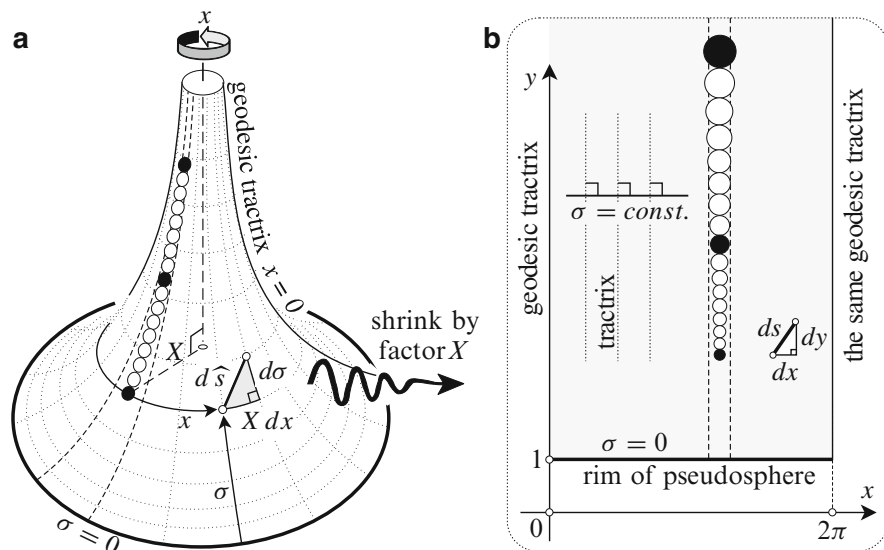 a
x
geodesic tractrix x = 0
X
d ŝ
dσ
X dx
x
σ
σ = 0
shrink by
factor X
b
y
geodesic tractrix
σ = const.
tractrix
ds
dy
dx
the same geodesic tractrix
σ = 0
1
rim of pseudosphere
x
0
2π